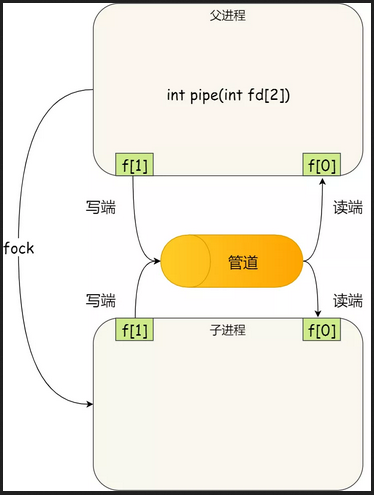 父进程
int pipe(int fd[2])
f[1]
f[0]
写端
读端
fock
管道
写端
读端
f[1]
子进程
f[0]